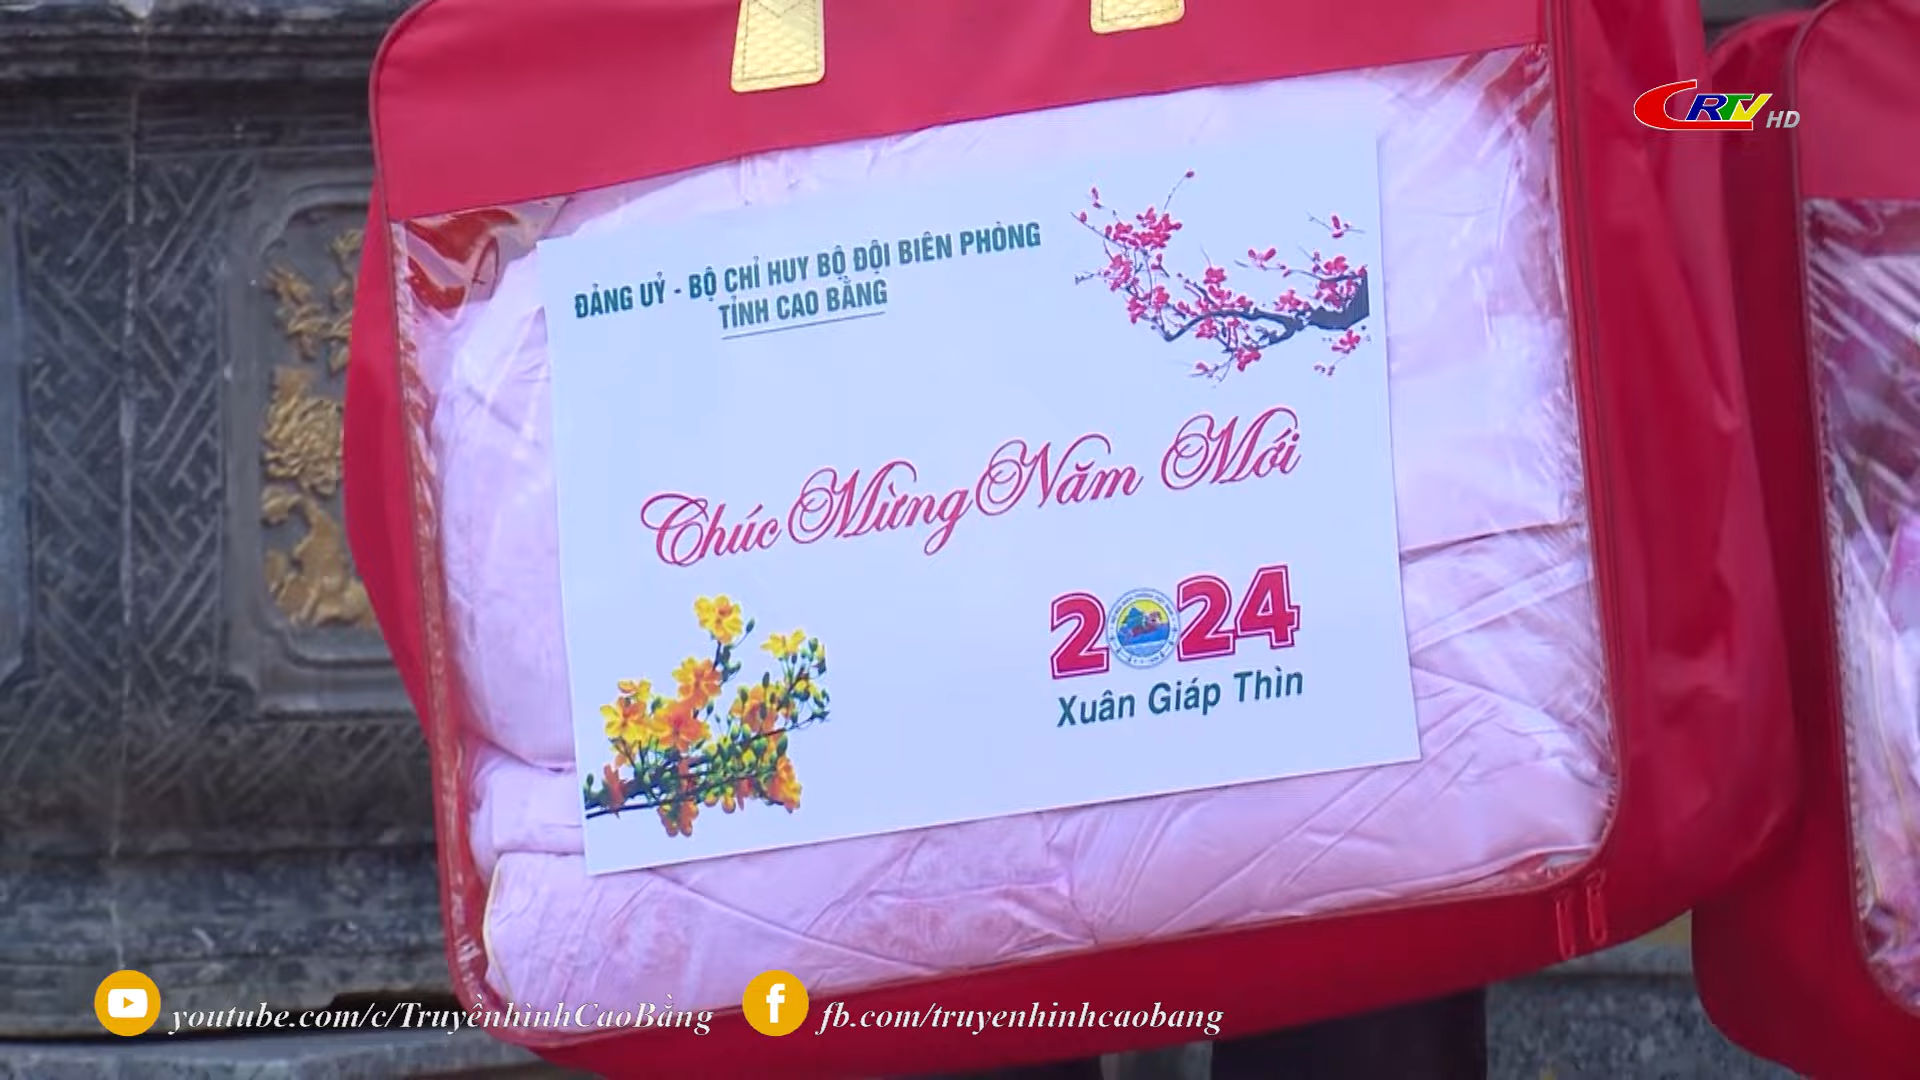 CRTV HD
ĐẢNG UỶ - BỘ CHỈ HUY BỘ ĐỘI BIÊN PHÒNG
TỈNH CAO BẰNG
Chúc Mừng Năm Mới
2024
Xuân Giáp Thìn
youtube.com/c/TruyềnhìnhCaoBằng
fb.com/truyenhinhcaobang